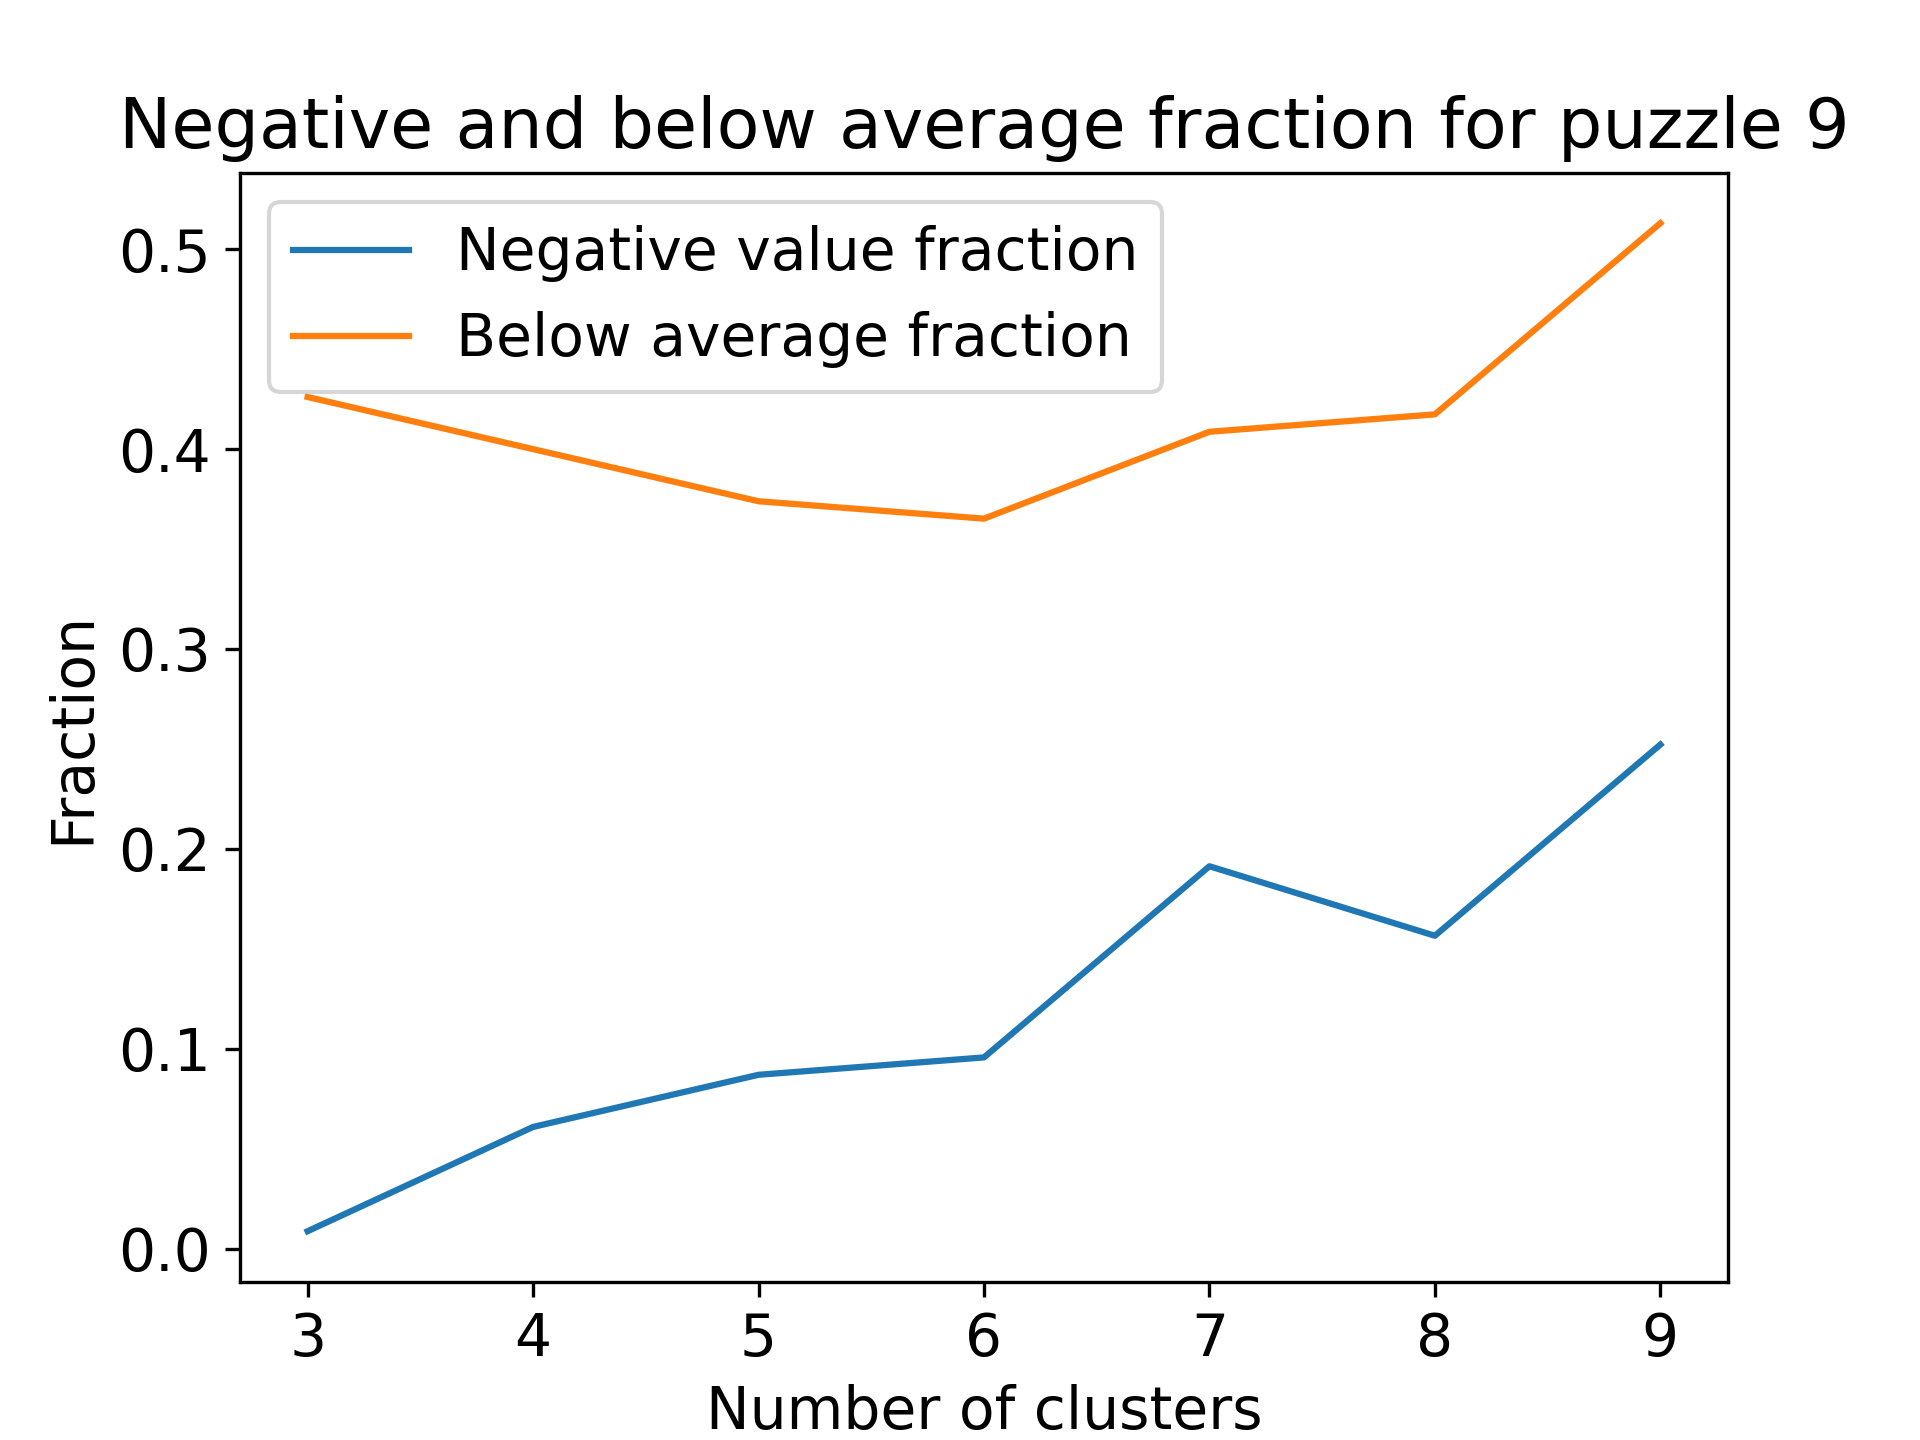 Negative and below average fraction for puzzle 9
Negative value fraction
Below average fraction
0.5
0.4
0.3
0.2
0.1
0.0
Fraction
3 4 5 6 7 8 9
Number of clusters